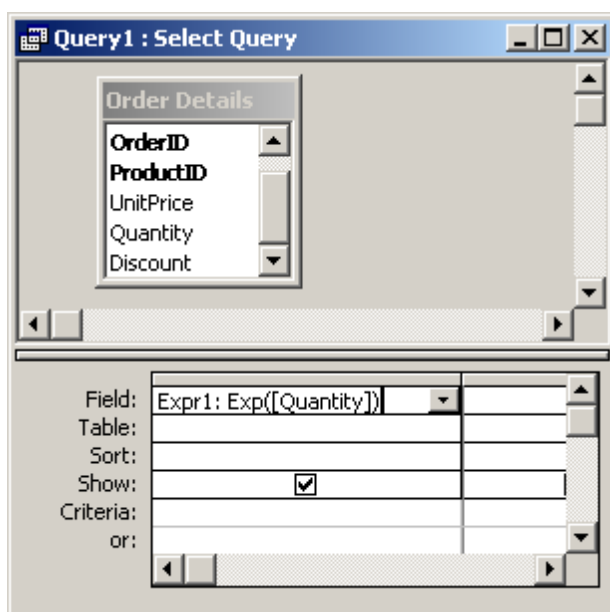 Query1 : Select Query
Order Details
OrderID
ProductID
UnitPrice
Quantity
Discount
Field: Expr1: Exp([Quantity])
Table:
Sort:
Show:
Criteria:
or: